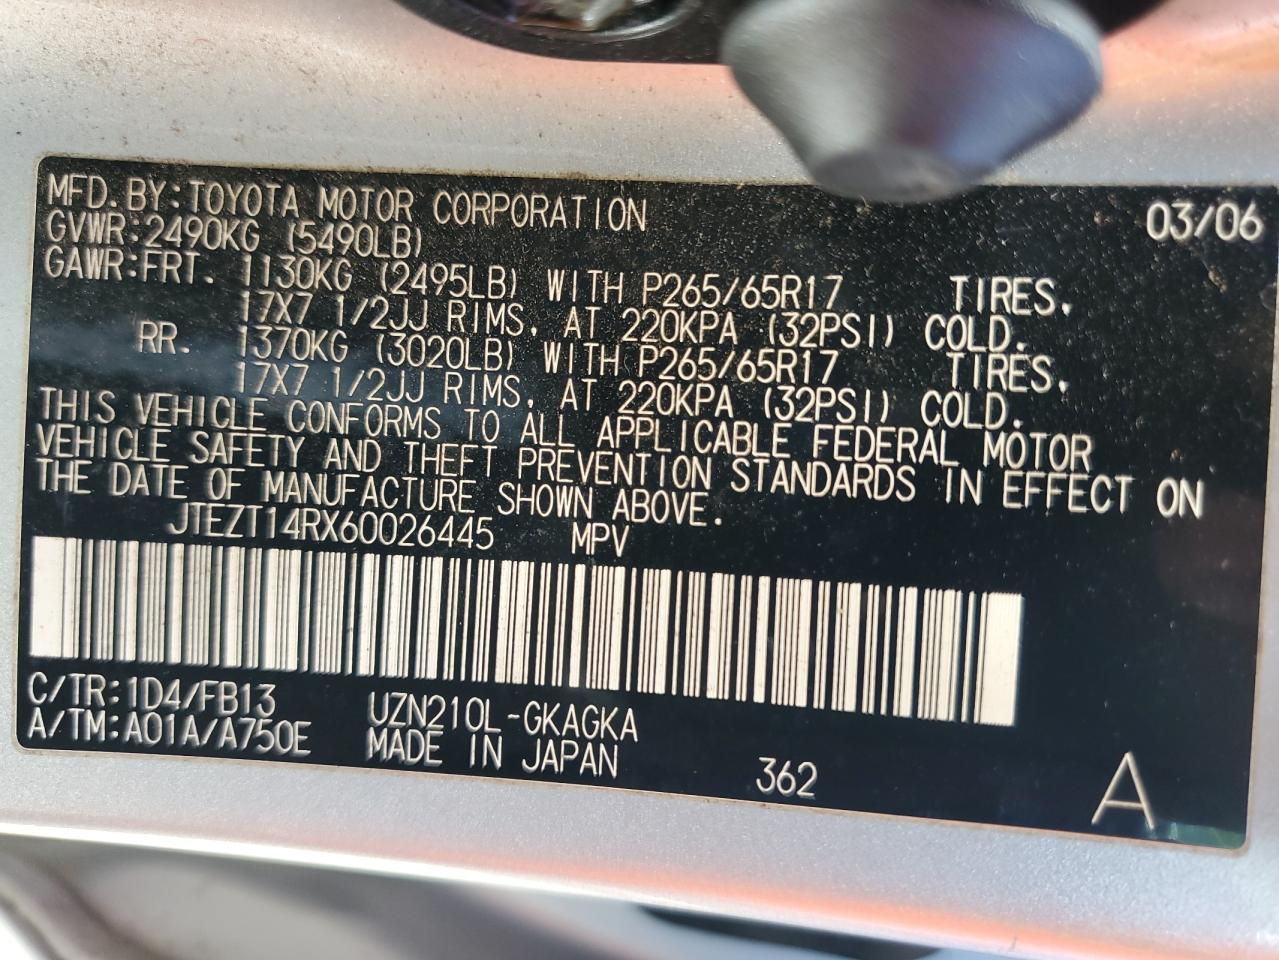 MFD.BY:TOYOTA MOTOR CORPORATION 03/06
GVWR:2490KG (5490LB)
GAWR:FRT. 1130KG (2495LB) WITH P265/65R17 TIRES,
17X7 1/2JJ RIMS, AT 220KPA (32PSI) COLD.
RR. 1370KG (3020LB) WITH P265/65R17 TIRES,
17X7 1/2JJ RIMS, AT 220KPA (32PSI) COLD.
THIS VEHICLE CONFORMS TO ALL APPLICABLE FEDERAL MOTOR
VEHICLE SAFETY AND THEFT PREVENTION STANDARDS IN EFFECT ON
THE DATE OF MANUFACTURE SHOWN ABOVE.
JTEZT14RX60026445 MPV
C/TR:1D4/FB13 UZN210L-GKAGKA
A/TM:A01A/A750E MADE IN JAPAN 362 A